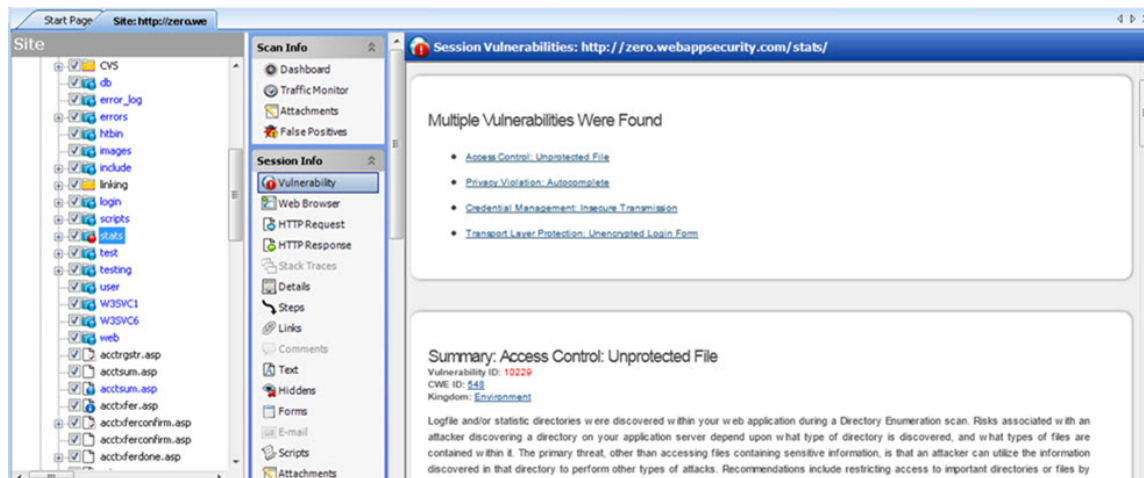 Start Page
Site: http://zero.we
Site
CVS
db
error_log
errors
htbin
images
include
linking
login
scripts
stats
test
testing
user
W3SVC1
W3SVC6
web
acctrgstr.asp
acctsum.asp
acctsum.asp
acctxfer.asp
acctxferconfirm.asp
acctxferconfirm.asp
acctxferdone.asp
Scan Info
Dashboard
Traffic Monitor
Attachments
False Positives
Session Info
Vulnerability
Web Browser
HTTP Request
HTTP Response
Stack Traces
Details
Steps
Links
Comments
Text
Hiddens
Forms
E-mail
Scripts
Attachments
Session Vulnerabilities: http://zero.webappsecurity.com/stats/
Multiple Vulnerabilities Were Found
Access Control: Unprotected File
Privacy Violation: Autocomplete
Credential Management: Insecure Transmission
Transport Layer Protection: Unencrypted Login Form
Summary: Access Control: Unprotected File
Vulnerability ID: 10229
CWE ID: 548
Kingdom: Environment
Logfile and/or statistic directories were discovered within your web application during a Directory Enumeration scan. Risks associated with an
attacker discovering a directory on your application server depend upon what type of directory is discovered, and what types of files are
contained within it. The primary threat, other than accessing files containing sensitive information, is that an attacker can utilize the information
discovered in that directory to perform other types of attacks. Recommendations include restricting access to important directories or files by